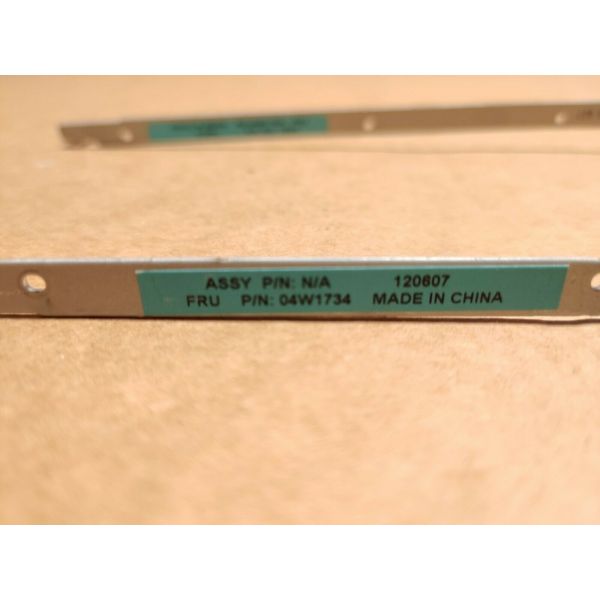 ASSY P/N: N/A 120607
FRU P/N: 04W1734 MADE IN CHINA